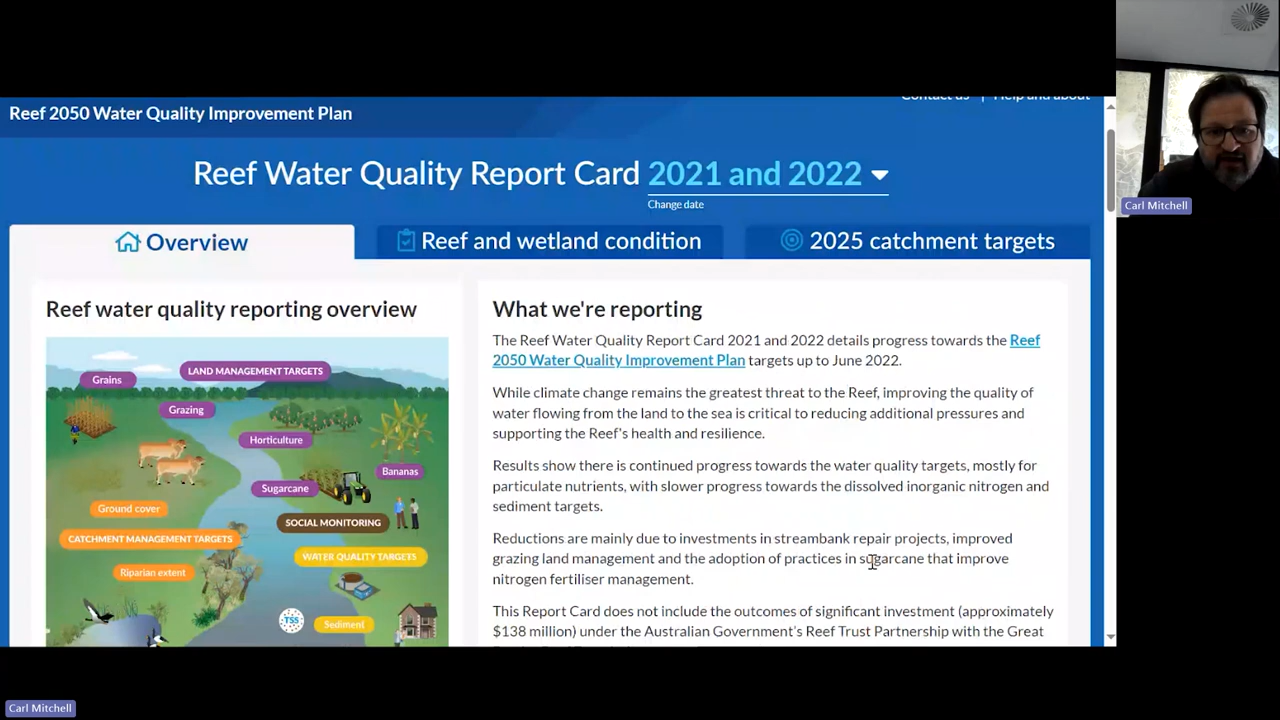 Contact us | Help and about
Reef 2050 Water Quality Improvement Plan
Reef Water Quality Report Card 2021 and 2022
Change date
Overview
Reef and wetland condition
2025 catchment targets
Reef water quality reporting overview
Grains
LAND MANAGEMENT TARGETS
Grazing
Horticulture
Bananas
Sugarcane
Ground cover
SOCIAL MONITORING
CATCHMENT MANAGEMENT TARGETS
WATER QUALITY TARGETS
Riparian extent
TSS
Sediment
What we're reporting
The Reef Water Quality Report Card 2021 and 2022 details progress towards the Reef
2050 Water Quality Improvement Plan targets up to June 2022.
While climate change remains the greatest threat to the Reef, improving the quality of
water flowing from the land to the sea is critical to reducing additional pressures and
supporting the Reef's health and resilience.
Results show there is continued progress towards the water quality targets, mostly for
particulate nutrients, with slower progress towards the dissolved inorganic nitrogen and
sediment targets.
Reductions are mainly due to investments in streambank repair projects, improved
grazing land management and the adoption of practices in sugarcane that improve
nitrogen fertiliser management.
This Report Card does not include the outcomes of significant investment (approximately
$138 million) under the Australian Government's Reef Trust Partnership with the Great
Carl Mitchell
Carl Mitchell